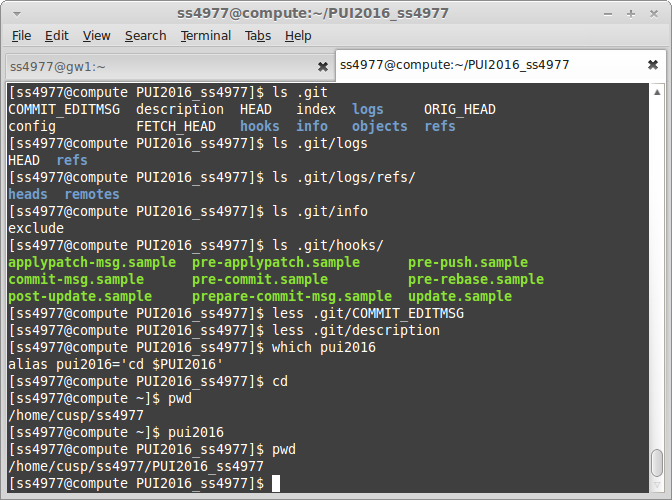 ss4977@compute:~/PUI2016_ss4977
File Edit View Search Terminal Tabs Help
ss4977@gw1:~ ss4977@compute:~/PUI2016_ss4977
[ss4977@compute PUI2016_ss4977]$ ls .git
COMMIT_EDITMSG description HEAD index logs ORIG_HEAD
config FETCH_HEAD hooks info objects refs
[ss4977@compute PUI2016_ss4977]$ ls .git/logs
HEAD refs
[ss4977@compute PUI2016_ss4977]$ ls .git/logs/refs/
heads remotes
[ss4977@compute PUI2016_ss4977]$ ls .git/info
exclude
[ss4977@compute PUI2016_ss4977]$ ls .git/hooks/
applypatch-msg.sample pre-applypatch.sample pre-push.sample
commit-msg.sample pre-commit.sample pre-rebase.sample
post-update.sample prepare-commit-msg.sample update.sample
[ss4977@compute PUI2016_ss4977]$ less .git/COMMIT_EDITMSG
[ss4977@compute PUI2016_ss4977]$ less .git/description
[ss4977@compute PUI2016_ss4977]$ which pui2016
alias pui2016='cd $PUI2016'
[ss4977@compute PUI2016_ss4977]$ cd
[ss4977@compute ~]$ pwd
/home/cusp/ss4977
[ss4977@compute ~]$ pui2016
[ss4977@compute PUI2016_ss4977]$ pwd
/home/cusp/ss4977/PUI2016_ss4977
[ss4977@compute PUI2016_ss4977]$